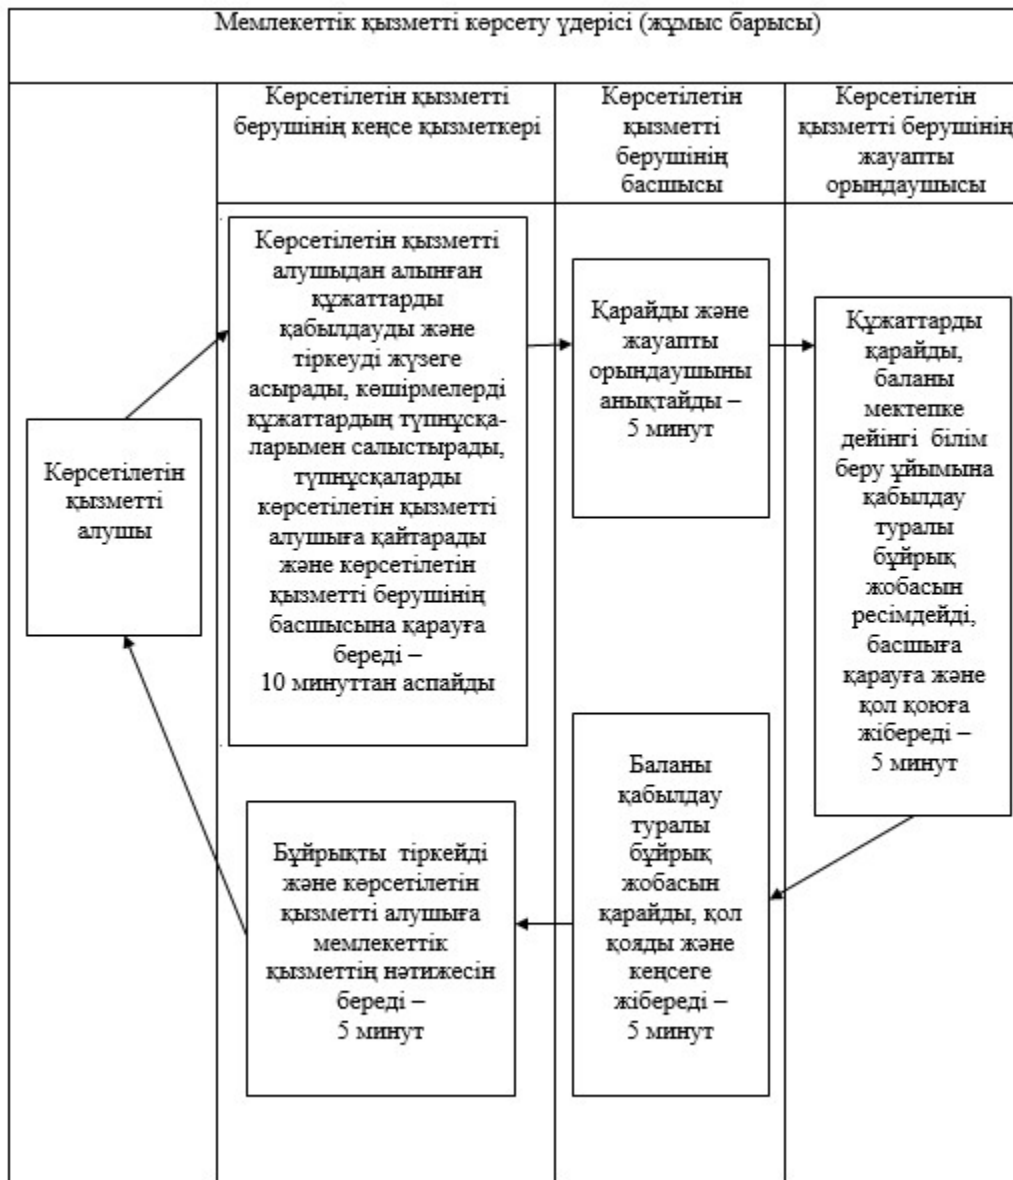 Мемлекеттік қызметті көрсету үдерісі (жұмыс барысы)
Көрсетілетін қызметті
берушінің кеңсе қызметкері
Көрсетілетін
қызметті
берушінің
басшысы
Көрсетілетін
қызметті берушінің
жауапты
орындаушысы
Көрсетілетін
қызметті
алушы
Көрсетілетін қызметті
алушыдан алынған
құжаттарды
қабылдауды және
тіркеуді жүзеге
асырады, көшірмелерді
құжаттардың түпнұсқа-
ларымен салыстырады,
түпнұсқаларды
көрсетілетін қызметті
алушыға қайтарады
және көрсетілетін
қызметті берушінің
басшысына қарауға
береді –
10 минуттан аспайды
Қарайды және
жауапты
орындаушыны
анықтайды –
5 минут
Құжаттарды
қарайды,
баланы
мектепке
дейінгі білім
беру ұйымына
қабылдау
туралы
бұйрық
жобасын
ресімдейді,
басшыға
қарауға және
қол қоюға
жібереді –
5 минут
Баланы
қабылдау
туралы
бұйрық
жобасын
қарайды, қол
қояды және
кеңсеге
жібереді –
5 минут
Бұйрықты тіркейді
және көрсетілетін
қызметті алушыға
мемлекеттік
қызметтің нәтижесін
береді –
5 минут